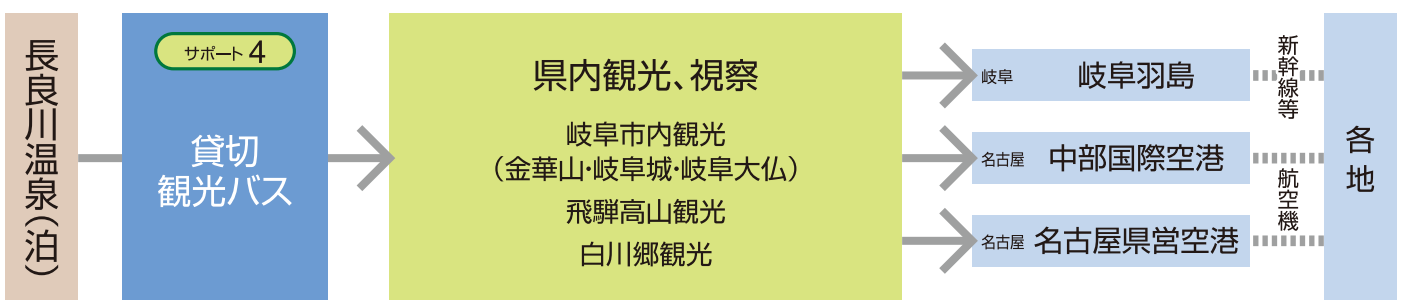 長良川温泉(泊)
サポート4
貸切
観光バス
県内観光、視察
岐阜市内観光
(金華山・岐阜城・岐阜大仏)
飛騨高山観光
白川郷観光
岐阜 岐阜羽島
名古屋 中部国際空港
名古屋 名古屋県営空港
新幹線等
航空機
各地